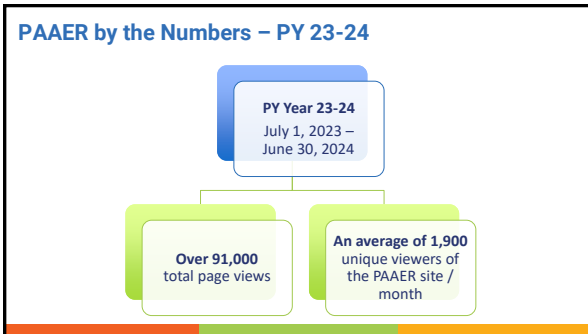 PAAER by the Numbers – PY 23-24
PY Year 23-24
July 1, 2023 –
June 30, 2024
Over 91,000
total page views
An average of 1,900
unique viewers of
the PAAER site /
month